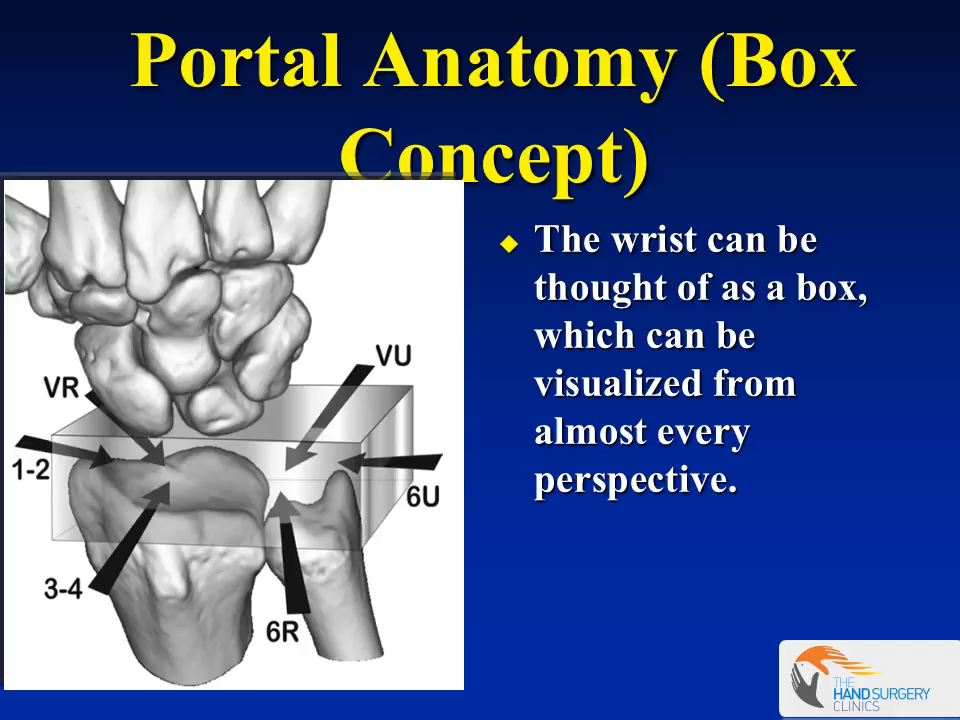 Portal Anatomy (Box
Concept)
The wrist can be
thought of as a box,
which can be
visualized from
almost every
perspective.
VU
VR
1-2
6U
3-4
6R
THE
HAND SURGERY
CLINICS